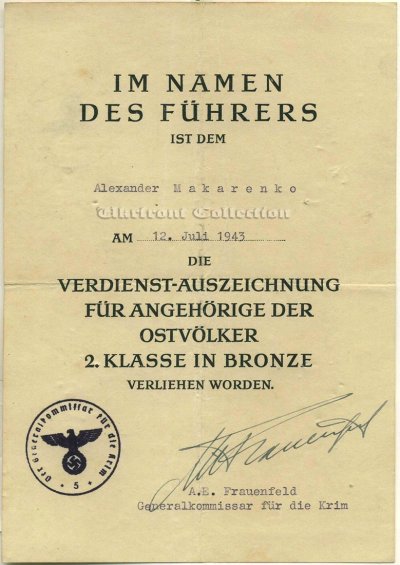 IM NAMEN
DES FÜHRERS
IST DEM
Alexander Makarenko
Ukrfront Collection
AM 12. Juli 1943
DIE
VERDIENST-AUSZEICHNUNG
FÜR ANGEHÖRIGE DER
OSTVÖLKER
2. KLASSE IN BRONZE
VERLIEHEN WORDEN.
Der Generalkommissar für die Krim
5
A.E. Frauenfeld
Generalkommissar für die Krim